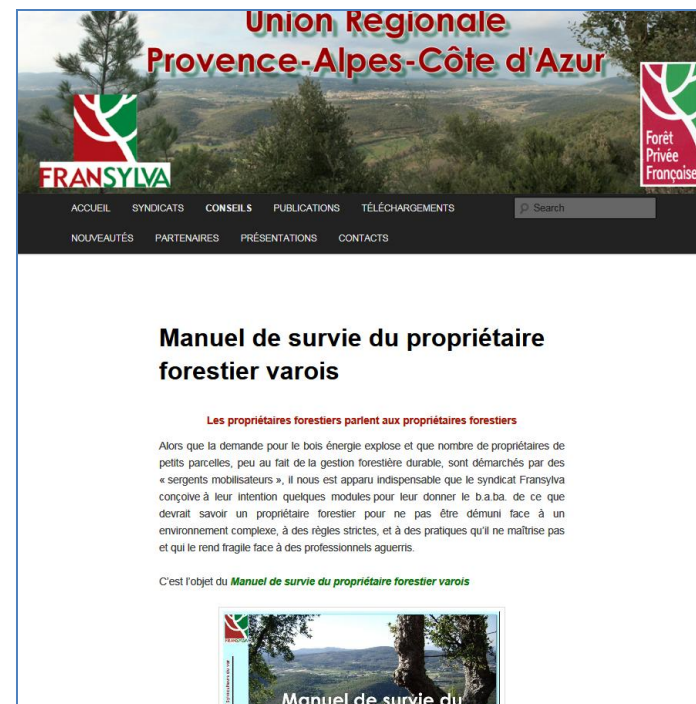 Union Régionale
Provence-Alpes-Côte d'Azur
FRANSYLVA
Forêt
Privée
Française
ACCUEIL SYNDICATS CONSEILS PUBLICATIONS TÉLÉCHARGEMENTS Search
NOUVEAUTÉS PARTENAIRES PRÉSENTATIONS CONTACTS
Manuel de survie du propriétaire
forestier varois
Les propriétaires forestiers parlent aux propriétaires forestiers
Alors que la demande pour le bois énergie explose et que nombre de propriétaires de
petits parcelles, peu au fait de la gestion forestière durable, sont démarchés par des
« sergents mobilisateurs », il nous est apparu indispensable que le syndicat Fransylva
conçoive à leur intention quelques modules pour leur donner le b.a.ba. de ce que
devrait savoir un propriétaire forestier pour ne pas être démuni face à un
environnement complexe, à des règles strictes, et à des pratiques qu'il ne maîtrise pas
et qui le rend fragile face à des professionnels aguerris.
C'est l'objet du Manuel de survie du propriétaire forestier varois
FRANSYLVA
Manuel de survie du